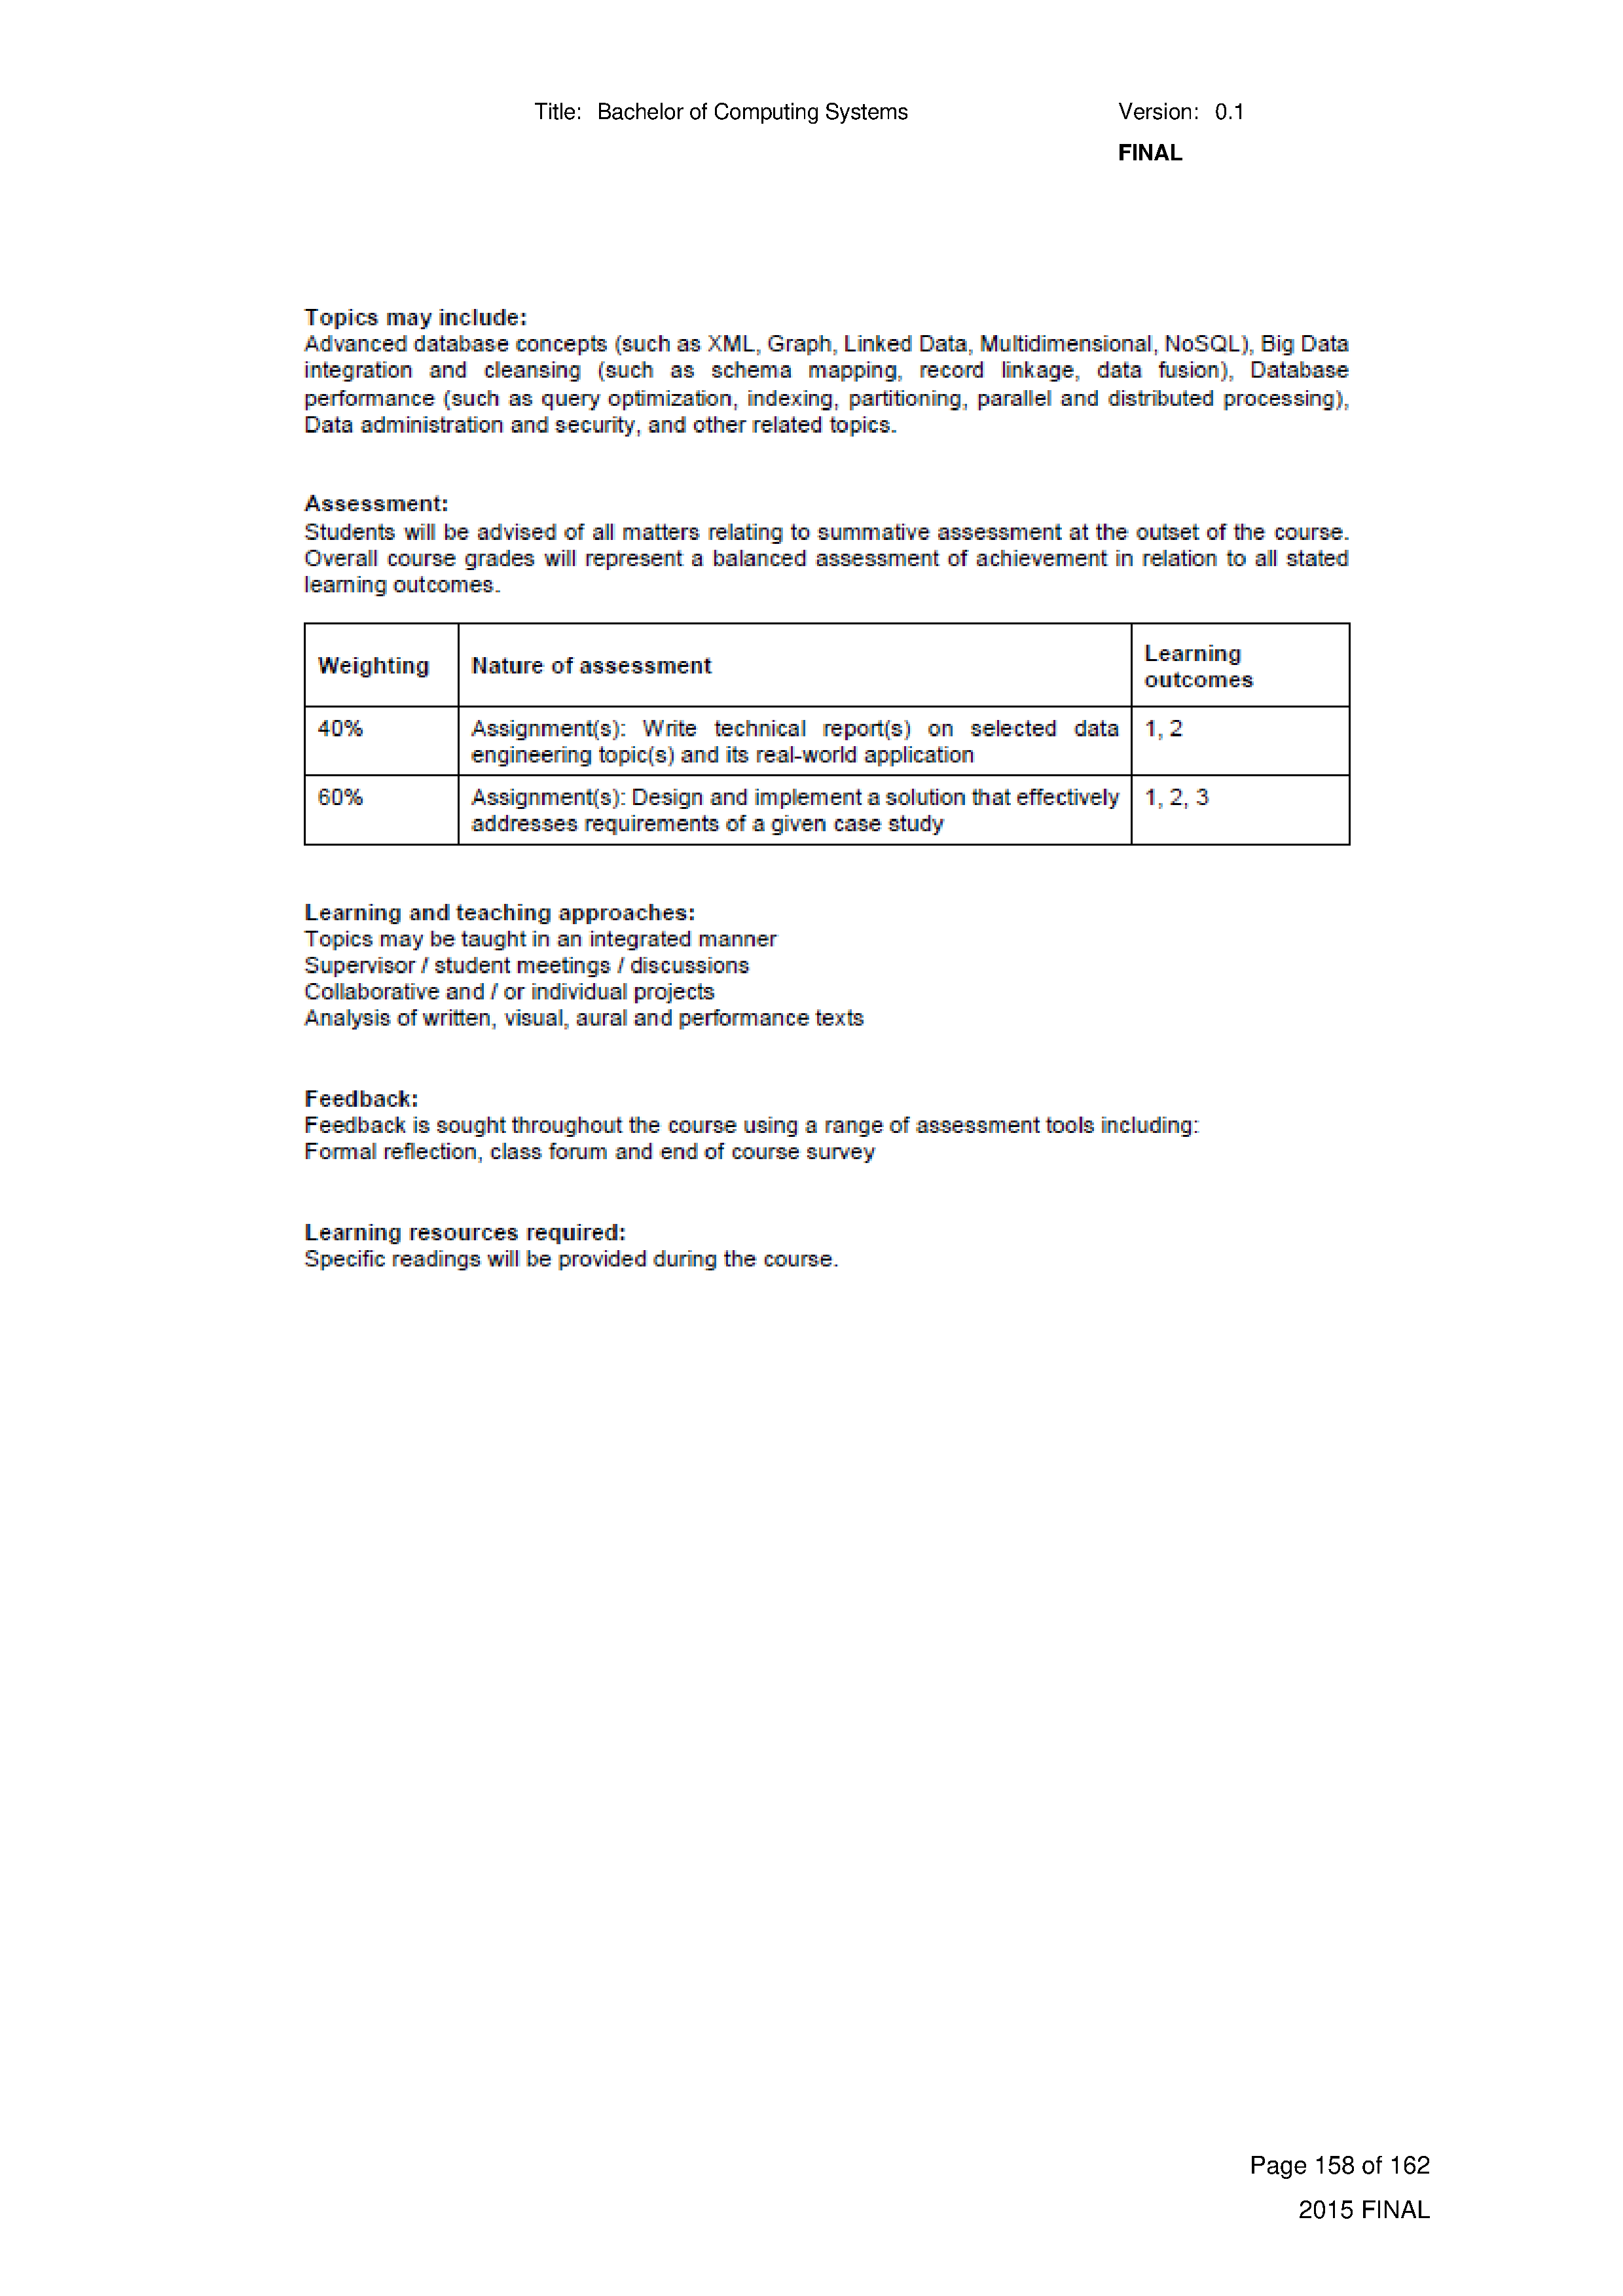 Title: Bachelor of Computing Systems Version: 0.1
FINAL
Topics may include:
Advanced database concepts (such as XML, Graph, Linked Data, Multidimensional, NoSQL), Big Data
integration and cleansing (such as schema mapping, record linkage, data fusion), Database
performance (such as query optimization, indexing, partitioning, parallel and distributed processing),
Data administration and security, and other related topics.
Assessment:
Students will be advised of all matters relating to summative assessment at the outset of the course.
Overall course grades will represent a balanced assessment of achievement in relation to all stated
learning outcomes.
Weighting Nature of assessment Learning
outcomes
40% Assignment(s): Write technical report(s) on selected data 1, 2
engineering topic(s) and its real-world application
60% Assignment(s): Design and implement a solution that effectively 1, 2, 3
addresses requirements of a given case study
Learning and teaching approaches:
Topics may be taught in an integrated manner
Supervisor / student meetings / discussions
Collaborative and / or individual projects
Analysis of written, visual, aural and performance texts
Feedback:
Feedback is sought throughout the course using a range of assessment tools including:
Formal reflection, class forum and end of course survey
Learning resources required:
Specific readings will be provided during the course.
Page 158 of 162
2015 FINAL